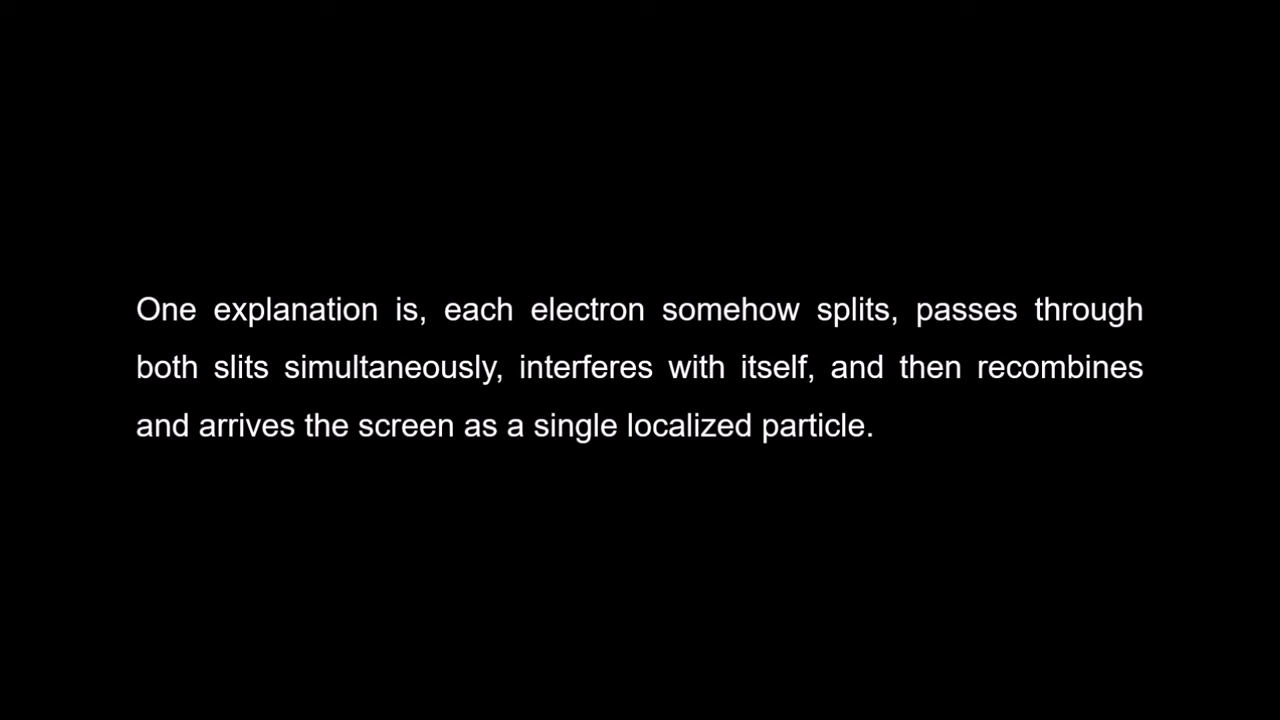 One explanation is, each electron somehow splits, passes through
both slits simultaneously, interferes with itself, and then recombines
and arrives the screen as a single localized particle.